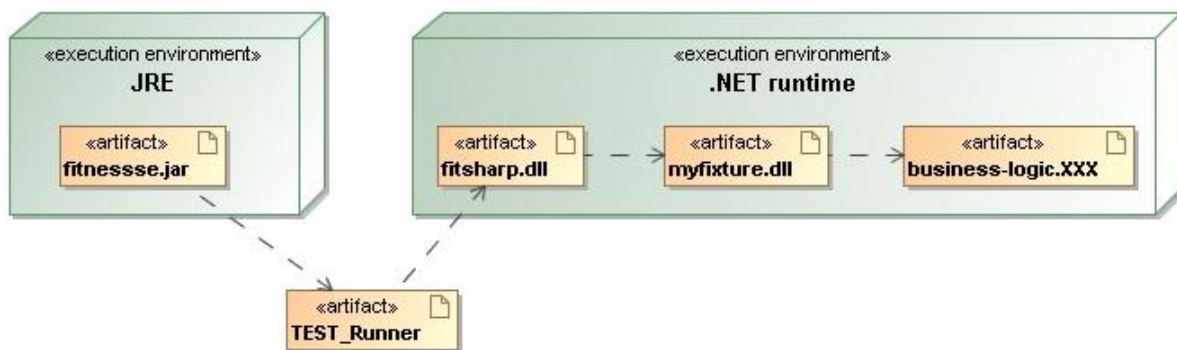 «execution environment»
JRE
«artifact»
fitnessse.jar
«execution environment»
.NET runtime
«artifact»
fitsharp.dll
«artifact»
myfixture.dll
«artifact»
business-logic.XXX
«artifact»
TEST_Runner